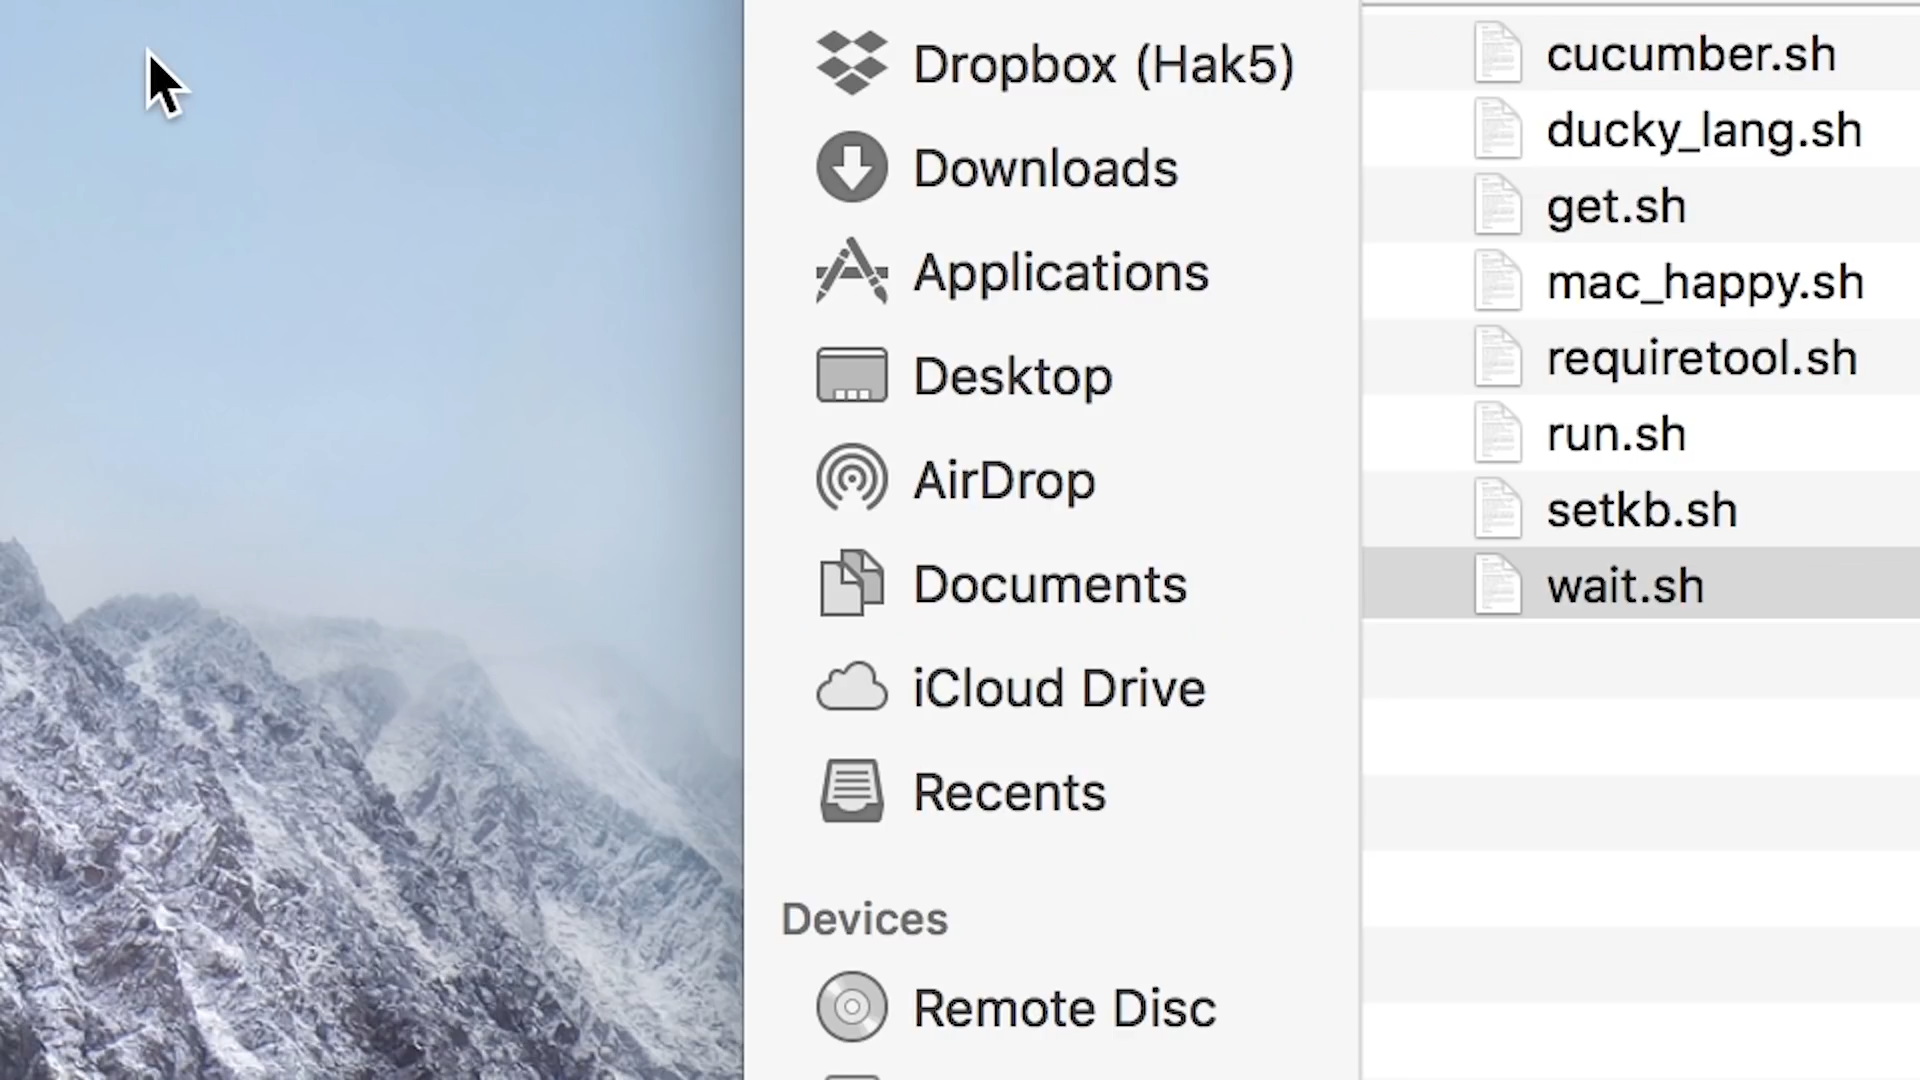 Dropbox (Hak5)
Downloads
Applications
Desktop
AirDrop
Documents
iCloud Drive
Recents
Devices
Remote Disc
cucumber.sh
ducky_lang.sh
get.sh
mac_happy.sh
requiretool.sh
run.sh
setkb.sh
wait.sh